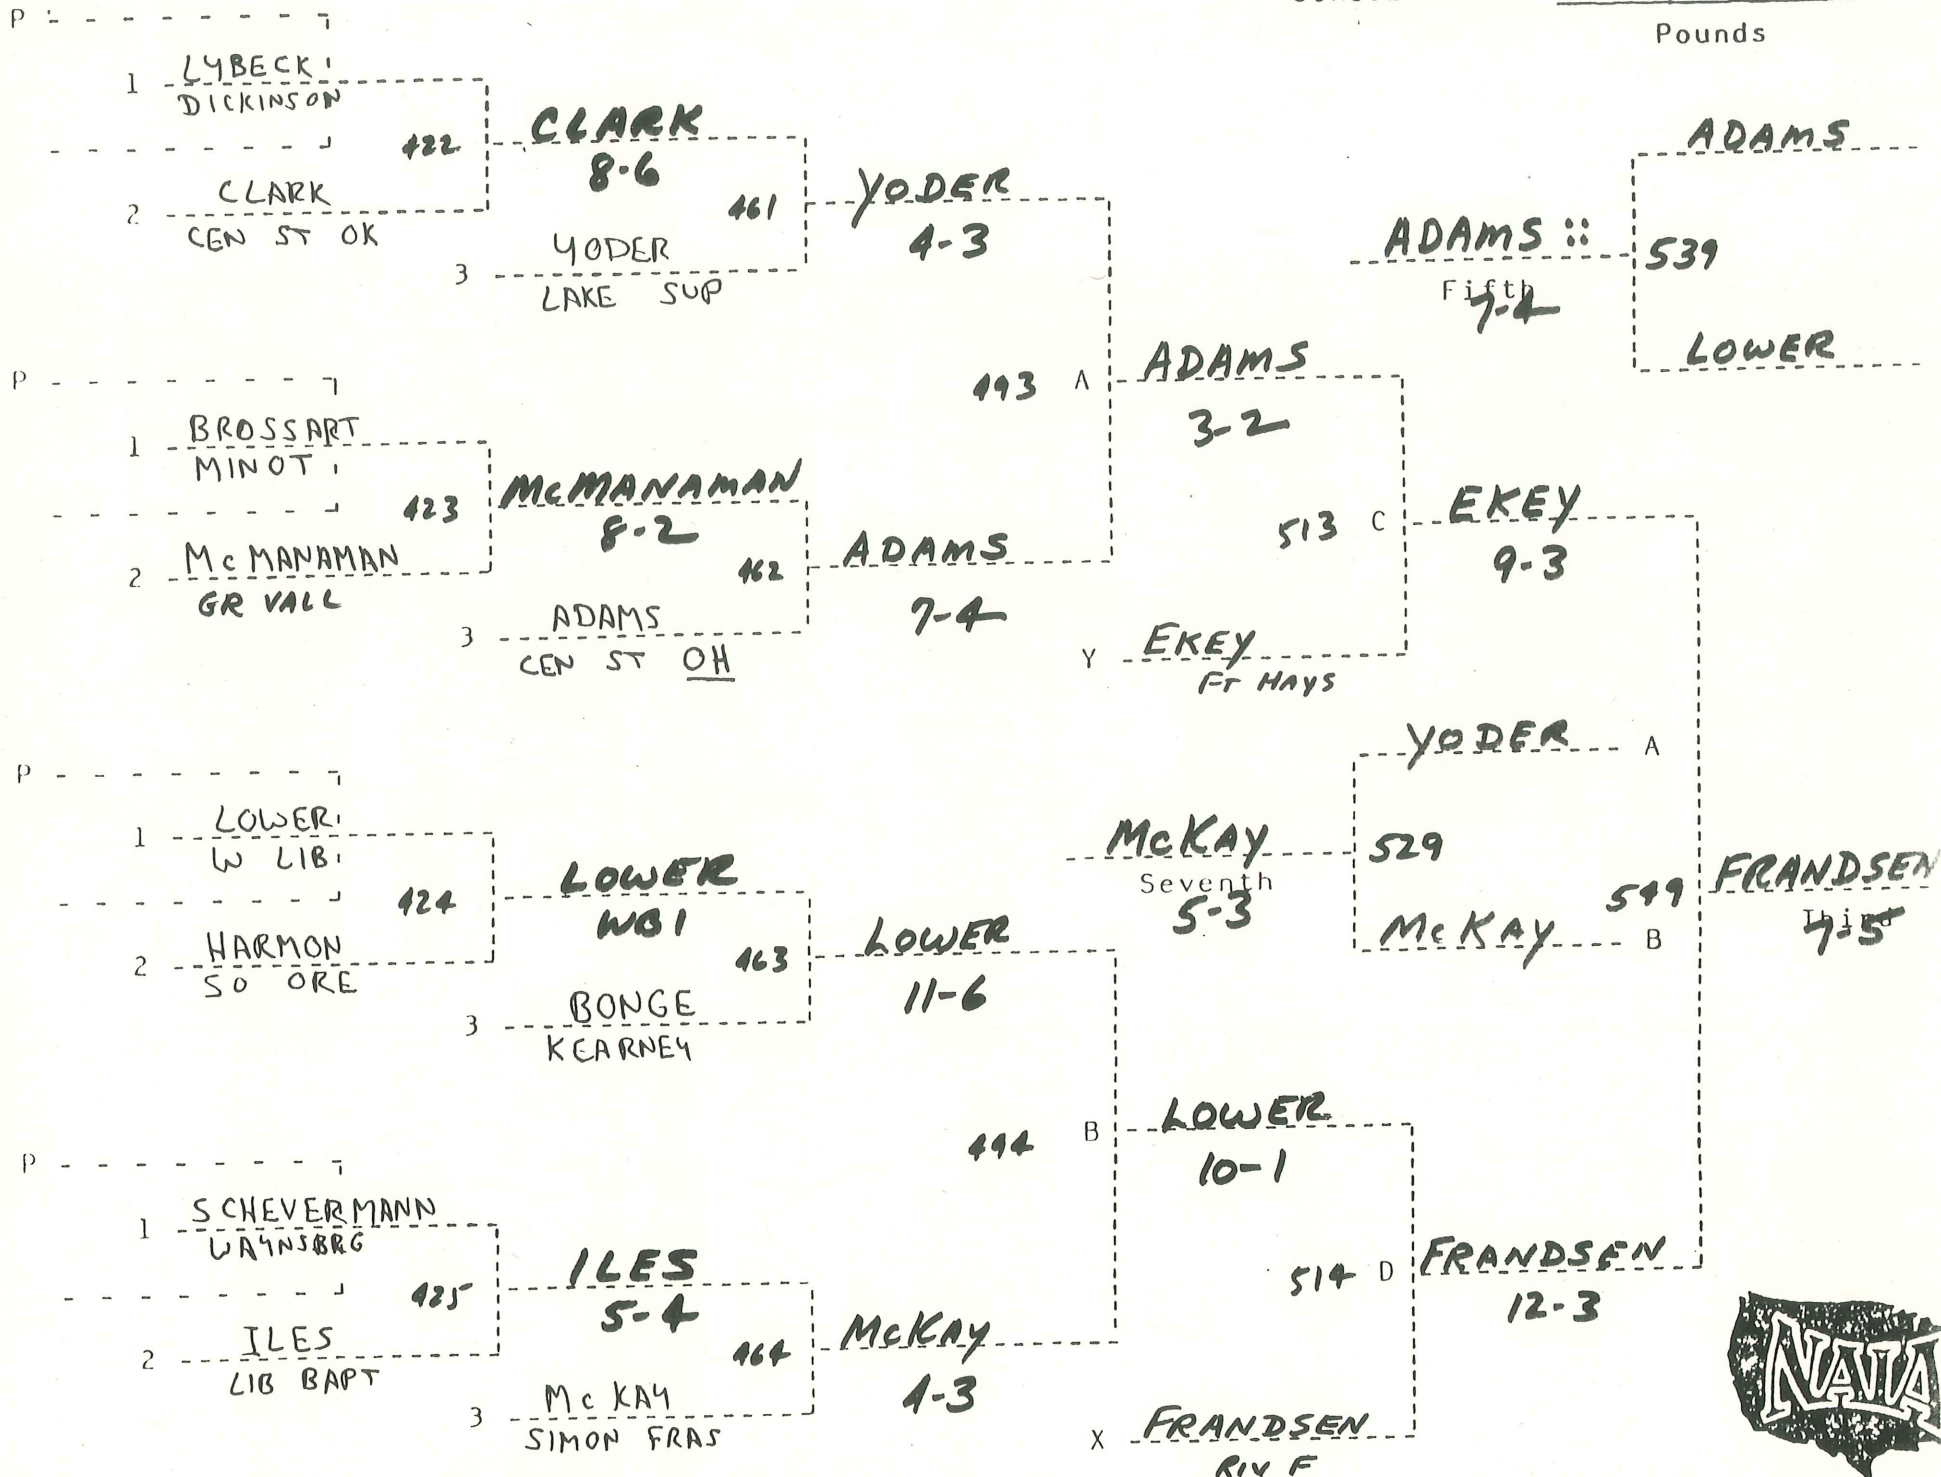 Pounds
P
1 LYBECK
DICKINSON
422
2 CLARK
CEN ST OK
CLARK
8-6
461
3 YODER
LAKE SUP
YODER
4-3
P
1 BROSSART
MINOT
423
2 McMANAMAN
GR VALL
McMANAMAN
8-2
462
3 ADAMS
CEN ST OH
ADAMS
7-4
493 A
ADAMS
3-2
513 C
Y EKEY
FT HAYS
EKEY
9-3
ADAMS
ADAMS ::
539
Fifth
7-4
LOWER
YODER A
McKAY
529
Seventh
5-3
McKAY B
549
FRANDSEN
Third
7-5
P
1 LOWER
W LIB
424
2 HARMON
SO ORE
LOWER
WB1
463
3 BONGE
KEARNEY
LOWER
11-6
P
1 SCHEVERMANN
WAYNSBRG
425
2 ILES
LIB BAPT
ILES
5-4
464
3 McKAY
SIMON FRAS
McKAY
4-3
494 B
LOWER
10-1
514 D
X FRANDSEN
RIV F
FRANDSEN
12-3
NAIA